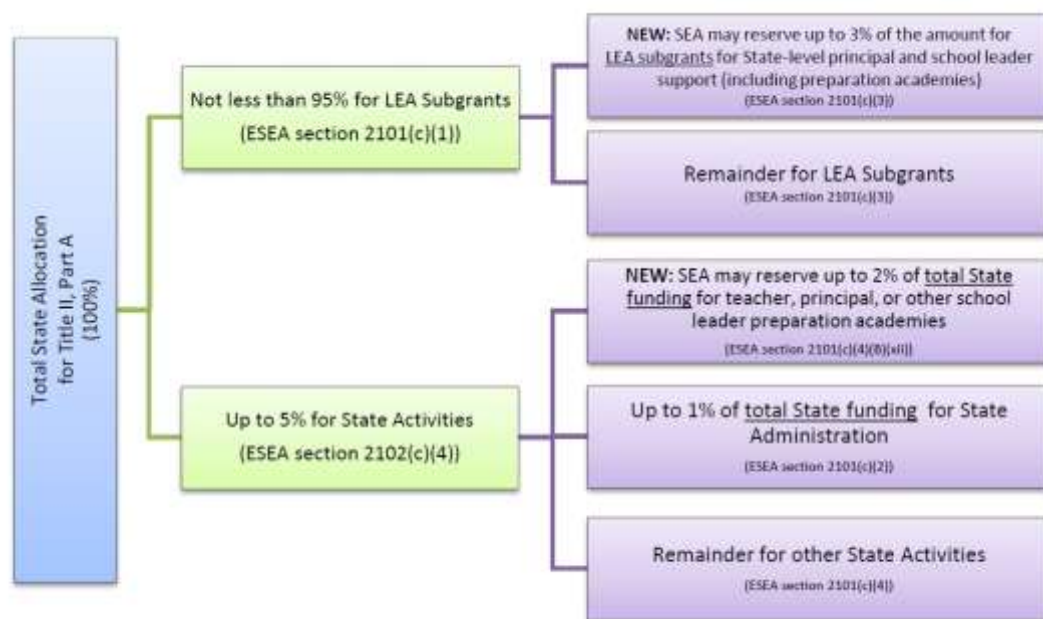 Total State Allocation
for Title II, Part A
(100%)
Not less than 95% for LEA Subgrants
(ESEA section 2101(c)(1))
NEW: SEA may reserve up to 3% of the amount for
LEA subgrants for State-level principal and school leader
support (including preparation academies)
(ESEA section 2101(c)(3))
Remainder for LEA Subgrants
(ESEA section 2101(c)(3))
Up to 5% for State Activities
(ESEA section 2102(c)(4))
NEW: SEA may reserve up to 2% of total State
funding for teacher, principal, or other school
leader preparation academies
(ESEA section 2101(c)(4)(B)(xii))
Up to 1% of total State funding for State
Administration
(ESEA section 2101(c)(2))
Remainder for other State Activities
(ESEA section 2101(c)(4))